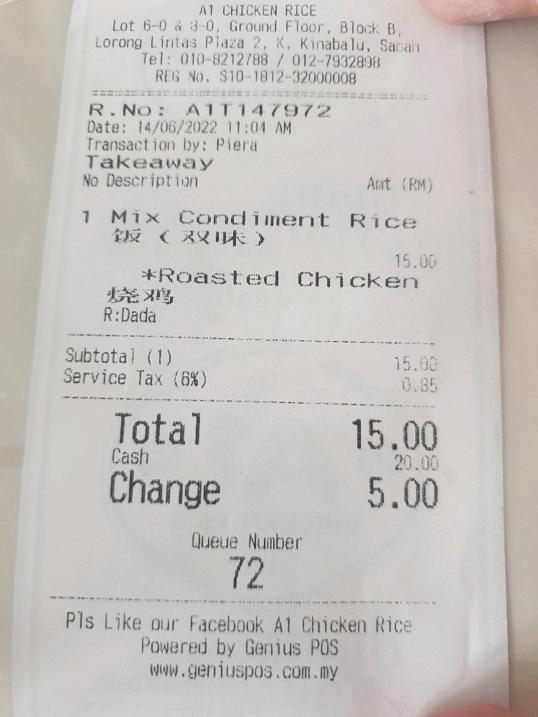 A1 CHICKEN RICE
Lot 6-0 & 8-0, Ground Floor, Block B,
Lorong Lintas Plaza 2, K. Kinabalu, Sabah
Tel: 010-8212788 / 012-7932898
REG No. S10-1812-32000008
R.No: A1T147972
Date: 14/06/2022 11:04 AM
Transaction by: Piera
Takeaway
No Description Amt (RM)
1 Mix Condiment Rice
饭 (双味)
15.00
*Roasted Chicken
烧鸡
R:Dada
Subtotal (1) 15.00
Service Tax (6%) 0.85
Total 15.00
Cash 20.00
Change 5.00
Queue Number
72
Pls Like our Facebook A1 Chicken Rice
Powered by Genius POS
www.geniuspos.com.my